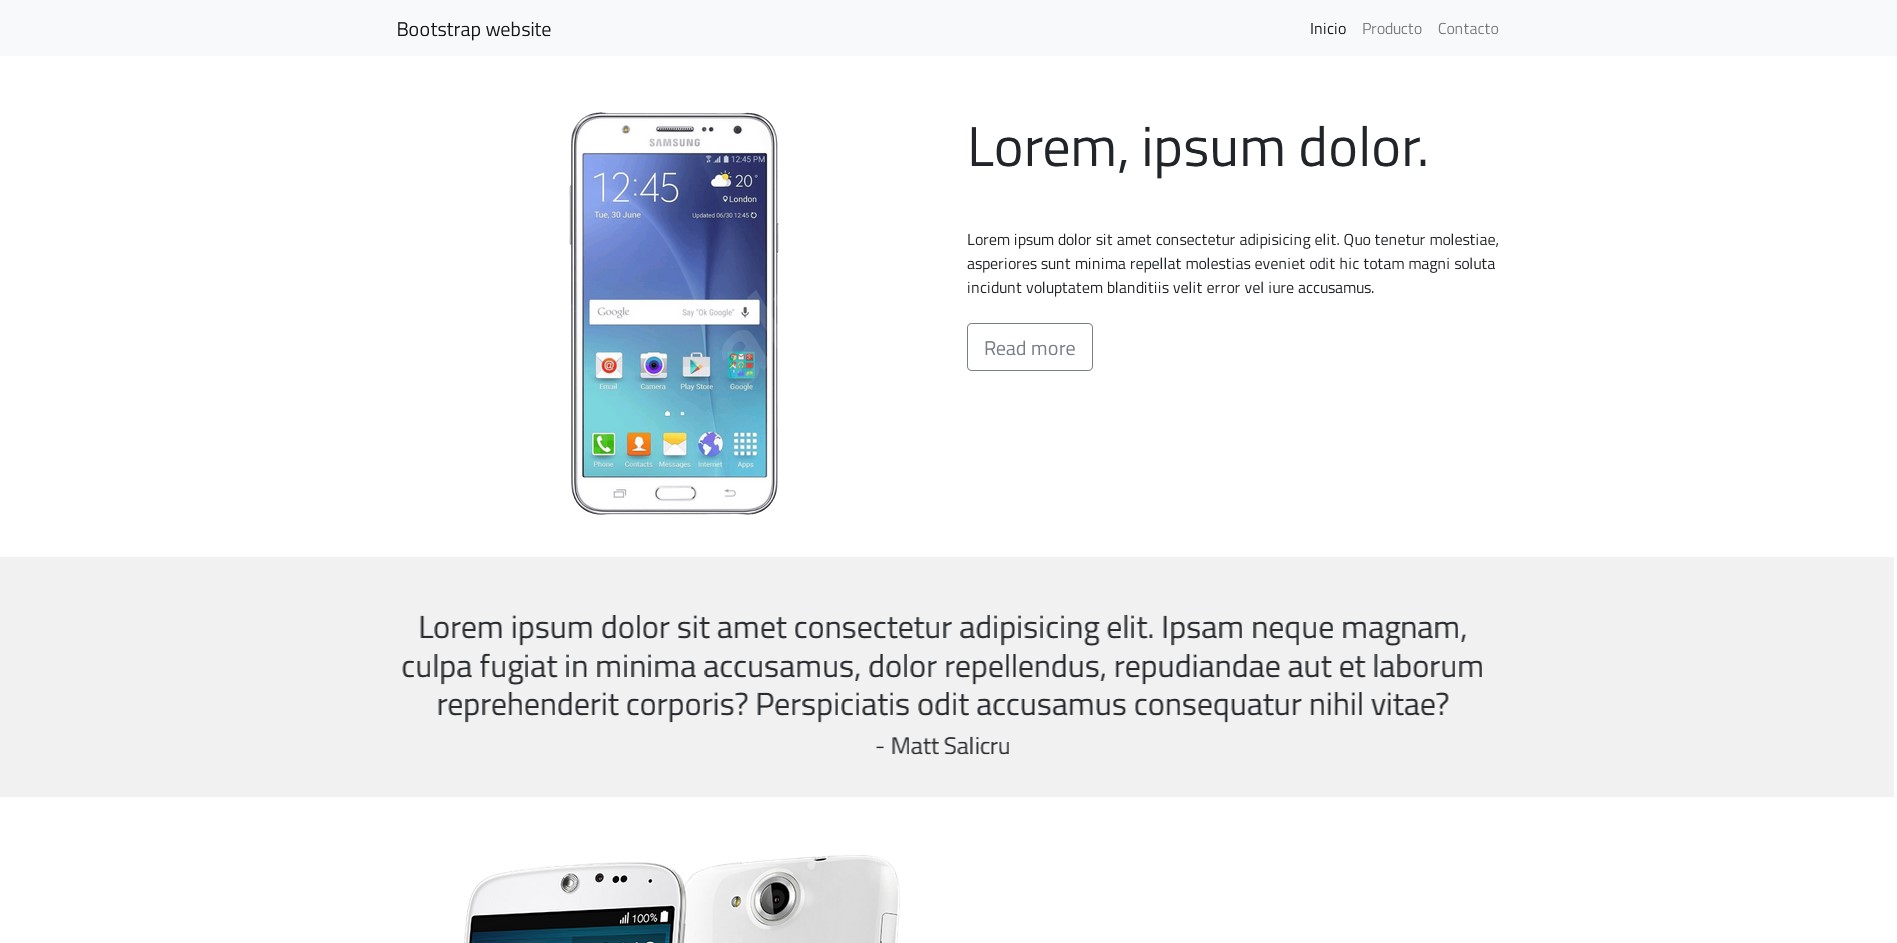 Bootstrap website
Inicio Producto Contacto
SAMSUNG
12:45 PM
12:45
20°
London
Tue, 30 June
Updated 06/30 12:45
Google
Say "Ok Google"
Email Camera Play Store Google
Phone Contacts Messages Internet Apps
Lorem, ipsum dolor.
Lorem ipsum dolor sit amet consectetur adipisicing elit. Quo tenetur molestiae,
asperiores sunt minima repellat molestias eveniet odit hic totam magni soluta
incidunt voluptatem blanditiis velit error vel iure accusamus.
Read more
Lorem ipsum dolor sit amet consectetur adipisicing elit. Ipsam neque magnam,
culpa fugiat in minima accusamus, dolor repellendus, repudiandae aut et laborum
reprehenderit corporis? Perspiciatis odit accusamus consequatur nihil vitae?
- Matt Salicru
100%